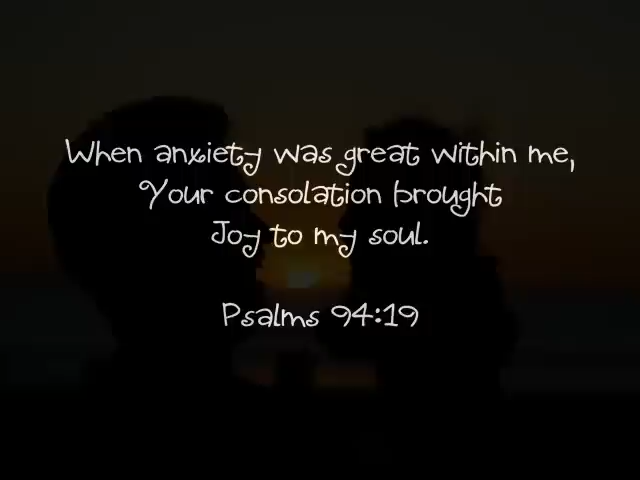 When anxiety was great within me,
Your consolation brought
Joy to my soul.
Psalms 94:19